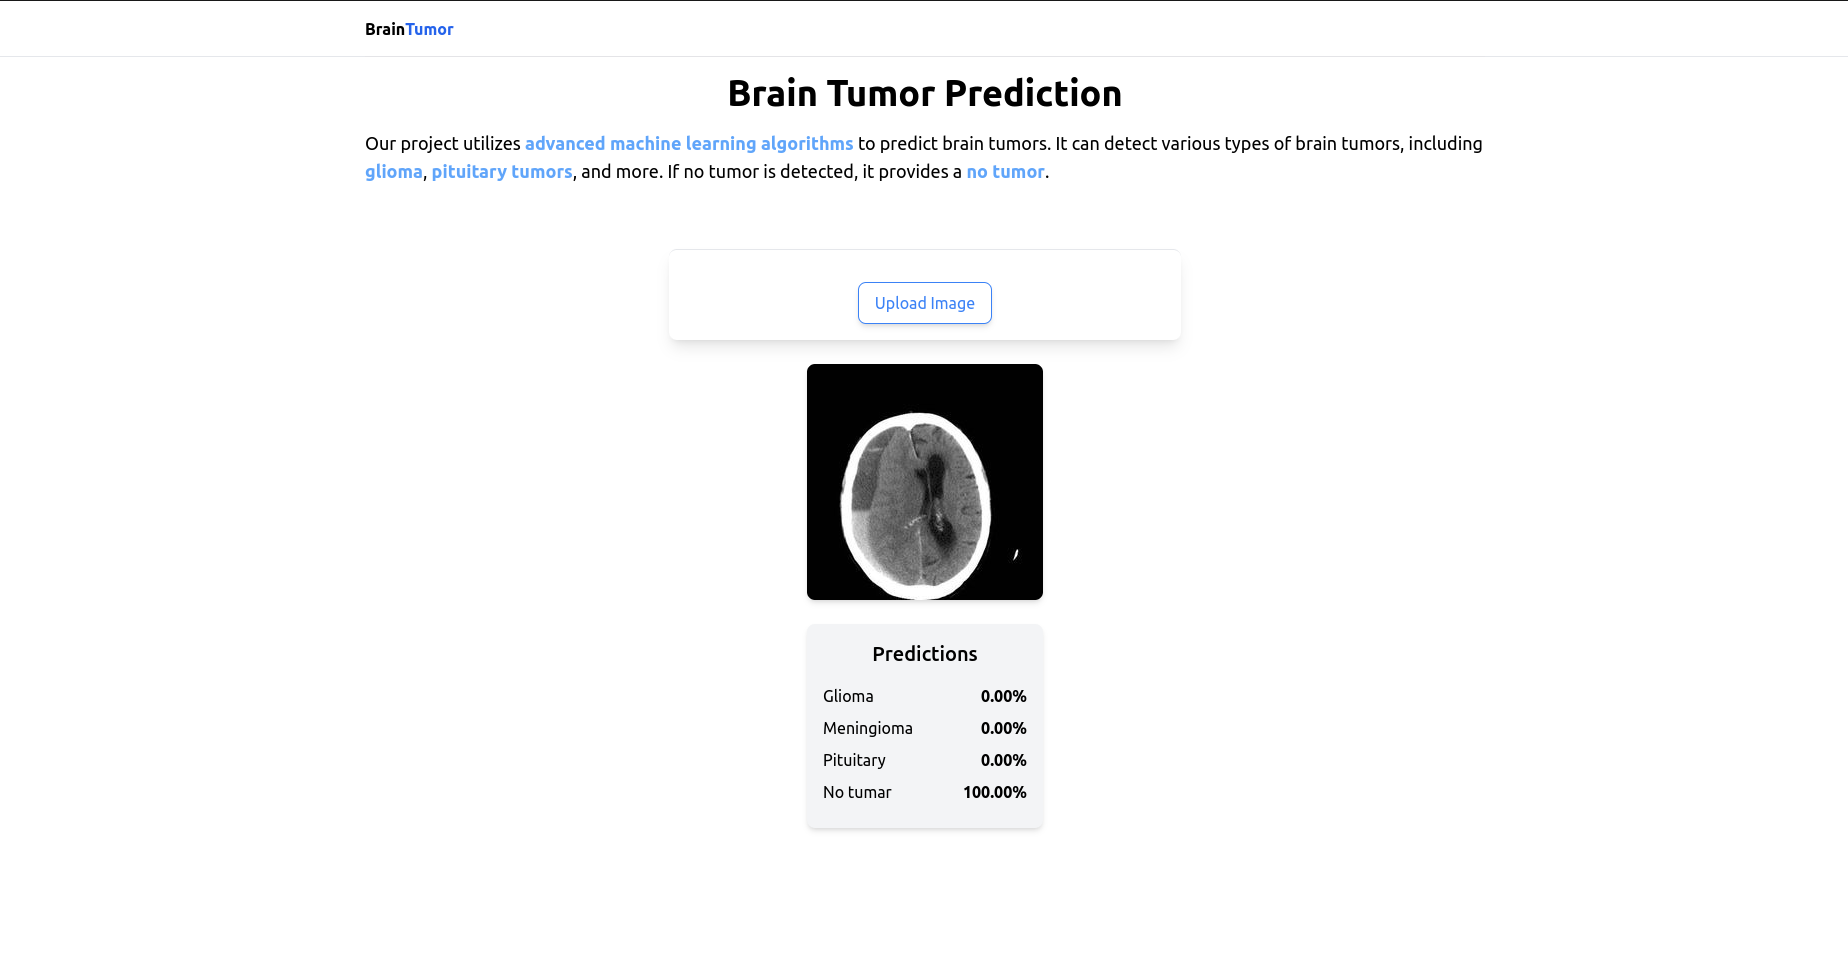 BrainTumor
Brain Tumor Prediction
Our project utilizes advanced machine learning algorithms to predict brain tumors. It can detect various types of brain tumors, including
glioma, pituitary tumors, and more. If no tumor is detected, it provides a no tumor.
Upload Image
Predictions
Glioma 0.00%
Meningioma 0.00%
Pituitary 0.00%
No tumar 100.00%